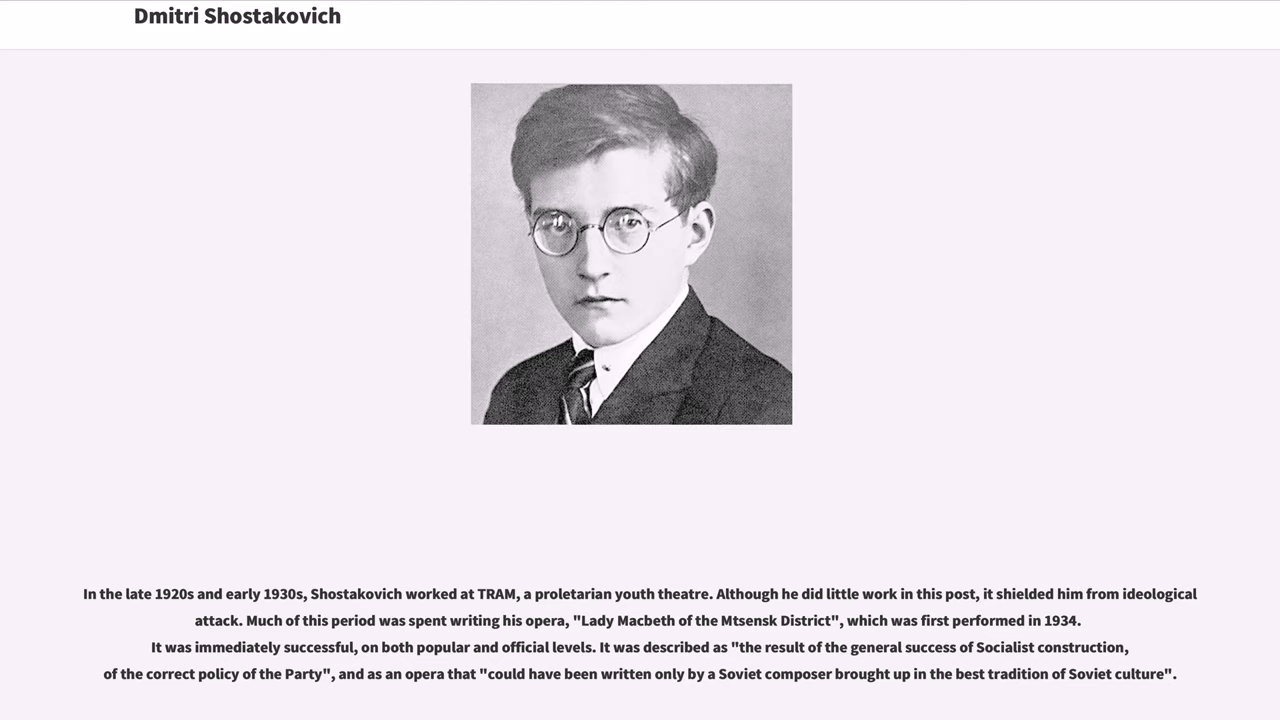 Dmitri Shostakovich
In the late 1920s and early 1930s, Shostakovich worked at TRAM, a proletarian youth theatre. Although he did little work in this post, it shielded him from ideological
attack. Much of this period was spent writing his opera, "Lady Macbeth of the Mtsensk District", which was first performed in 1934.
It was immediately successful, on both popular and official levels. It was described as "the result of the general success of Socialist construction,
of the correct policy of the Party", and as an opera that "could have been written only by a Soviet composer brought up in the best tradition of Soviet culture".